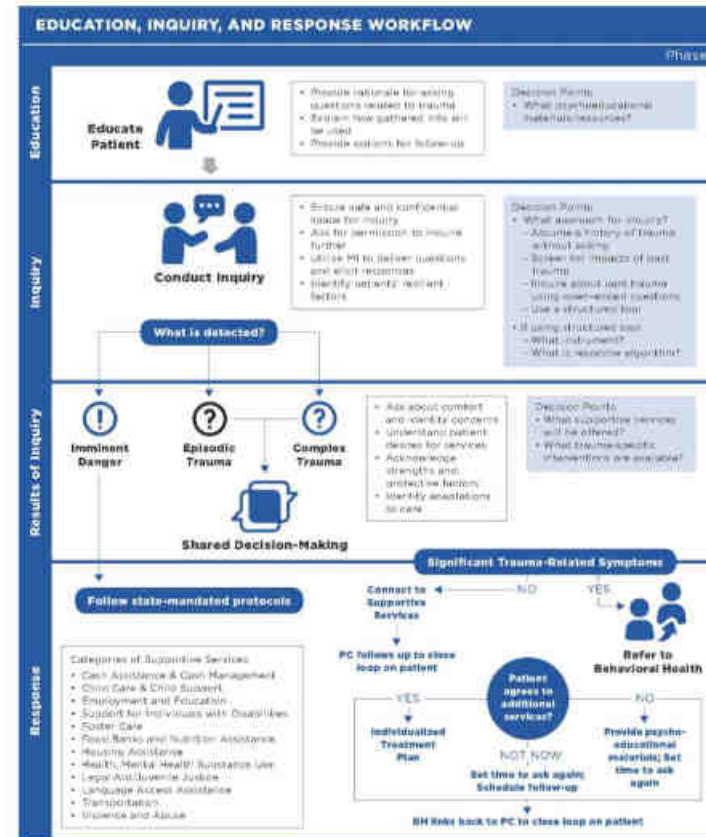 EDUCATION, INQUIRY, AND RESPONSE WORKFLOW
Phase
Education
Educate
Patient
• Provide rationale for asking
questions related to trauma
• Explain how gathered info will
be used
• Provide options for follow-up
Decision Points
• What psychoeducational
materials/resources?
Inquiry
Conduct Inquiry
• Ensure safe and confidential
space for inquiry
• Ask for permission to inquire
further
• Utilize MI to deliver questions
and elicit responses
• Identify patients' resilient
factors
Decision Points
• What approach for inquiry?
– Assume a history of trauma
without asking
– Screen for impacts of past
trauma
– Inquire about past trauma
using open-ended questions
– Use a structured tool
• If using structured tool
– What instrument?
– What is response algorithm?
What is detected?
Results of Inquiry
Imminent
Danger
Episodic
Trauma
Complex
Trauma
Shared Decision-Making
• Ask about comfort
and identity concerns
• Understand patient
desires for services
• Acknowledge
strengths and
protective factors
• Identify adaptations
to care
Decision Points
• What supportive services
will be offered?
• What trauma-specific
interventions are available?
Response
Follow state-mandated protocols
Categories of Supportive Services
• Cash Assistance & Cash Management
• Child Care & Child Support
• Employment and Education
• Support for Individuals with Disabilities
• Foster Care
• Food Banks and Nutrition Assistance
• Housing Assistance
• Health, Mental Health, Substance Use
• Legal Aid/Juvenile Justice
• Language Access Assistance
• Transportation
• Violence and Abuse
Significant Trauma-Related Symptoms
NO
YES
Connect to
Supportive
Services
PC follows up to close
loop on patient
Refer to
Behavioral Health
Patient
agrees to
additional
services?
YES
Individualized
Treatment
Plan
NOT NOW
Set time to ask again;
Schedule follow-up
NO
Provide psycho-
educational
materials; Set
time to ask
again
BH links back to PC to close loop on patient